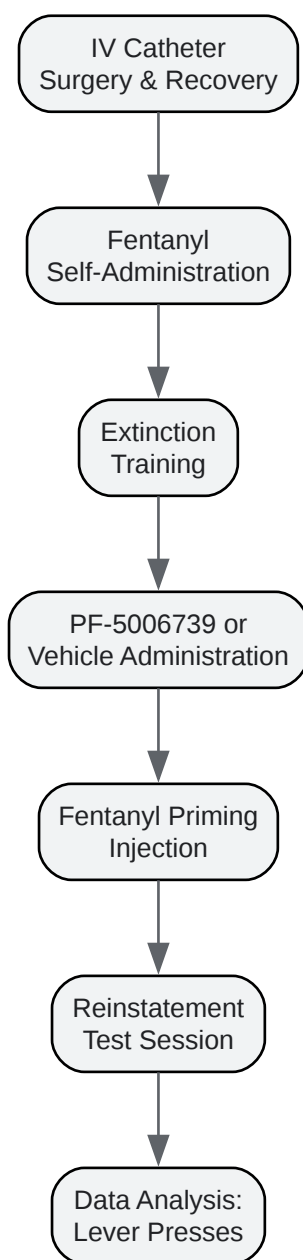 IV Catheter
Surgery & Recovery
Fentanyl
Self-Administration
Extinction
Training
PF-5006739 or
Vehicle Administration
Fentanyl Priming
Injection
Reinstatement
Test Session
Data Analysis:
Lever Presses